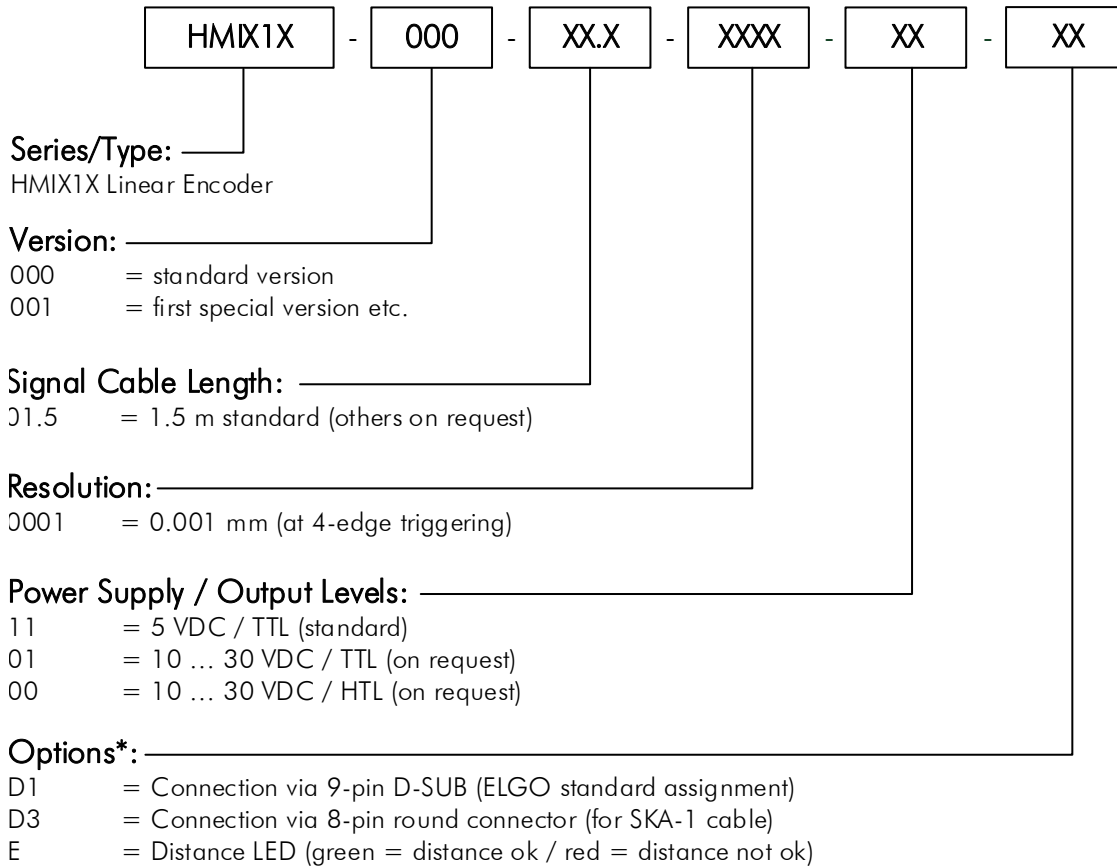 HMIX1X - 000 - XX.X - XXXX - XX - XX
Series/Type:
HMIX1X Linear Encoder
Version:
000 = standard version
001 = first special version etc.
Signal Cable Length:
01.5 = 1.5 m standard (others on request)
Resolution:
0001 = 0.001 mm (at 4-edge triggering)
Power Supply / Output Levels:
11 = 5 VDC / TTL (standard)
01 = 10 ... 30 VDC / TTL (on request)
00 = 10 ... 30 VDC / HTL (on request)
Options*:
D1 = Connection via 9-pin D-SUB (ELGO standard assignment)
D3 = Connection via 8-pin round connector (for SKA-1 cable)
E = Distance LED (green = distance ok / red = distance not ok)